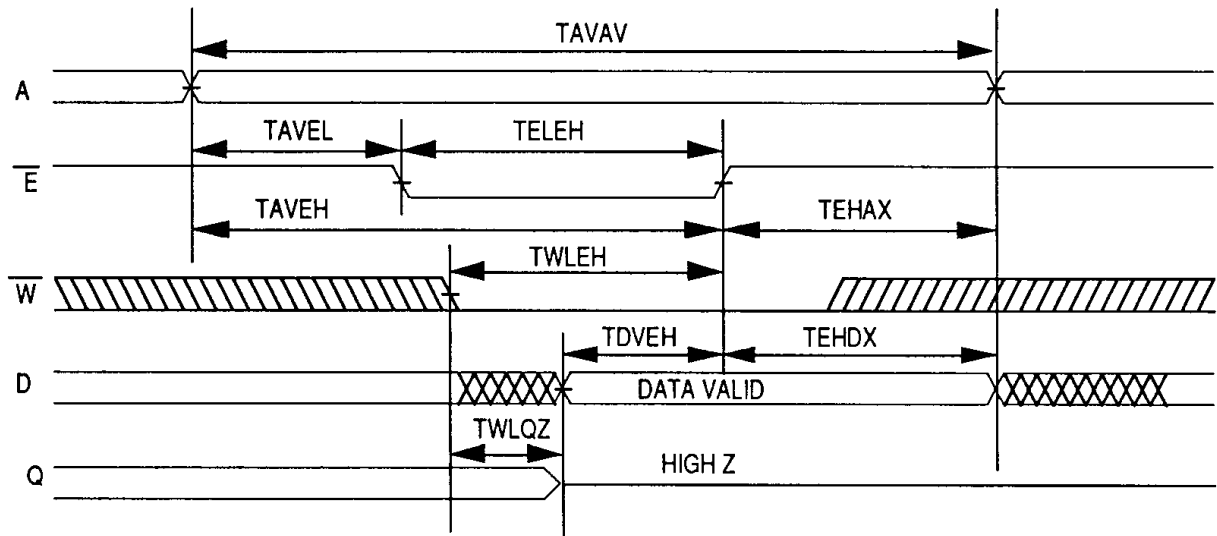 TAVAV
A
TAVEL TELEH
E̅
TAVEH TEHAX
TWLEH
W̅
TDVEH TEHDX
D DATA VALID
TWLQZ
Q HIGH Z